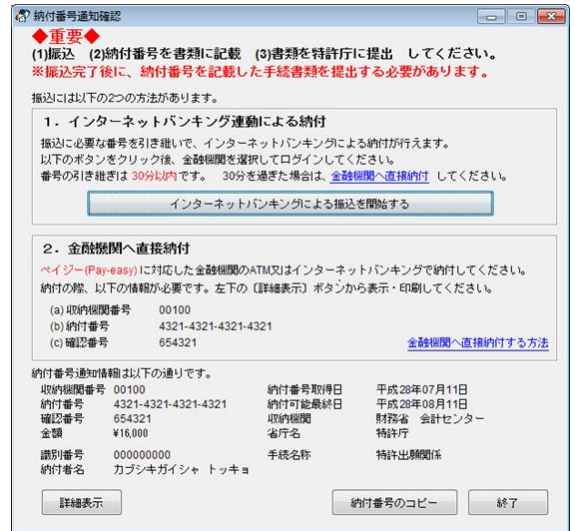 納付番号通知確認
◆重要◆
(1)振込 (2)納付番号を書類に記載 (3)書類を特許庁に提出 してください。
※振込完了後に、納付番号を記載した手続書類を提出する必要があります。
振込には以下の2つの方法があります。
1．インターネットバンキング連動による納付
振込に必要な番号を引き継いで、インターネットバンキングによる納付が行えます。
以下のボタンをクリック後、金融機関を選択してログインしてください。
番号の引き継ぎは 30分以内です。 30分を過ぎた場合は、金融機関へ直接納付 してください。
インターネットバンキングによる振込を開始する
2．金融機関へ直接納付
ペイジー(Pay-easy)に対応した金融機関のATM又はインターネットバンキングで納付してください。
納付の際、以下の情報が必要です。左下の〔詳細表示〕ボタンから表示・印刷してください。
(a) 収納機関番号 00100
(b) 納付番号 4321-4321-4321-4321
(c) 確認番号 654321 金融機関へ直接納付する方法
納付番号通知情報は以下の通りです。
収納機関番号 00100 納付番号取得日 平成28年07月11日
納付番号 4321-4321-4321-4321 納付可能最終日 平成28年08月11日
確認番号 654321 収納機関 財務省 会計センター
金額 ¥16,000 省庁名 特許庁
識別番号 000000000 手続名称 特許出願関係
納付者名 カブシキガイシャ トッキョ
詳細表示 納付番号のコピー 終了